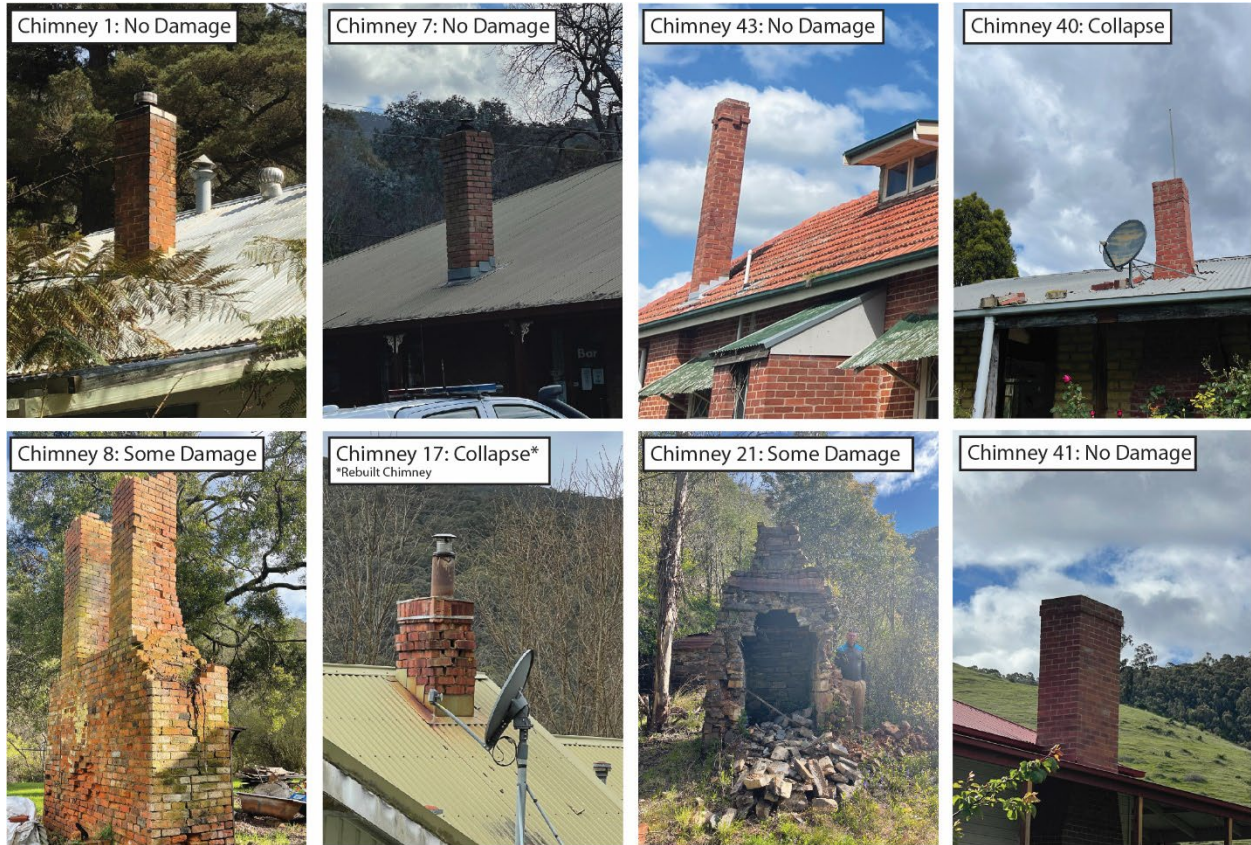 Chimney 1: No Damage
Chimney 7: No Damage
Chimney 43: No Damage
Chimney 40: Collapse
Bar
Chimney 8: Some Damage
Chimney 17: Collapse*
*Rebuilt Chimney
Chimney 21: Some Damage
Chimney 41: No Damage